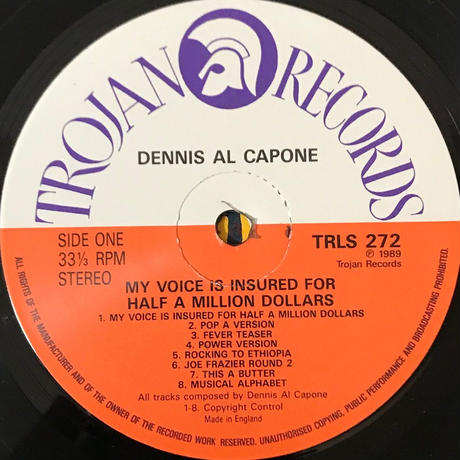 TROJAN RECORDS
DENNIS AL CAPONE
SIDE ONE
33⅓ RPM
STEREO
TRLS 272
℗ 1989
Trojan Records
MY VOICE IS INSURED FOR
HALF A MILLION DOLLARS
1. MY VOICE IS INSURED FOR HALF A MILLION DOLLARS
2. POP A VERSION
3. FEVER TEASER
4. POWER VERSION
5. ROCKING TO ETHIOPIA
6. JOE FRAZIER ROUND 2
7. THIS A BUTTER
8. MUSICAL ALPHABET
All tracks composed by Dennis Al Capone
1-8. Copyright Control
Made in England
ALL RIGHTS OF THE MANUFACTURER AND OF THE OWNER OF THE RECORDED WORK RESERVED. UNAUTHORISED COPYING, PUBLIC PERFORMANCE AND BROADCASTING PROHIBITED.